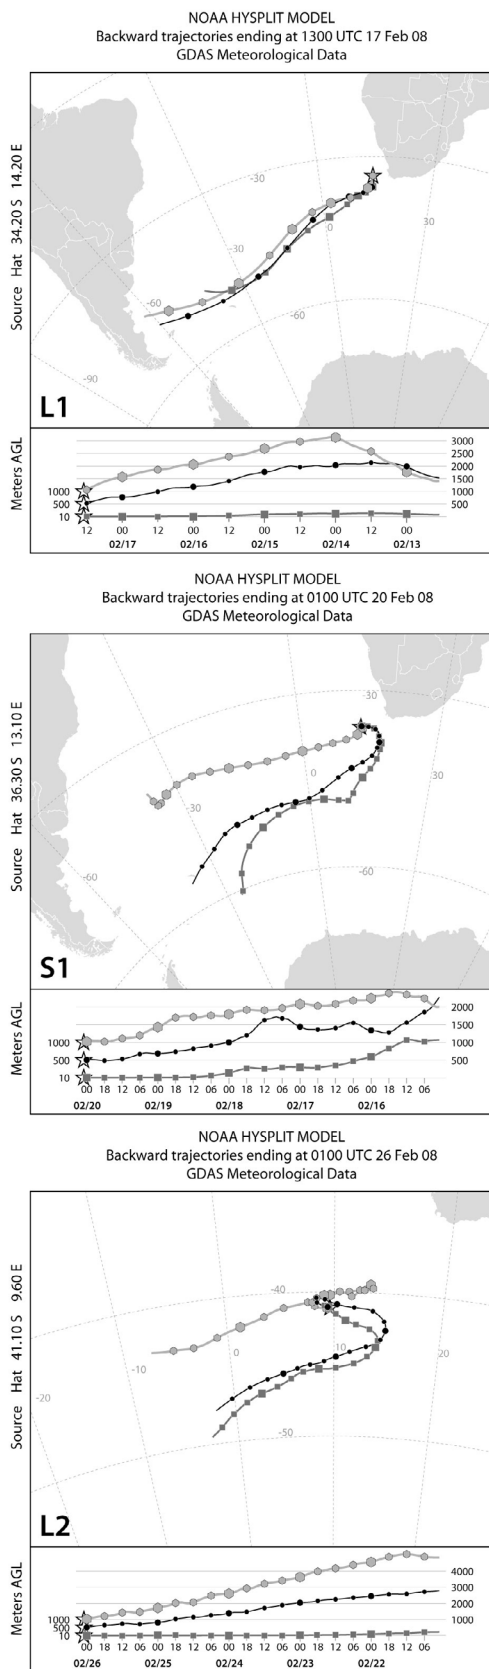 NOAA HYSPLIT MODEL
Backward trajectories ending at 1300 UTC 17 Feb 08
GDAS Meteorological Data
Source Hat 34.20 S 14.20 E
-30
0
30
-30
-60
-60
-90
L1
Meters AGL
3000
2500
2000
1500
1000
500
1000
500
10
12 00 12 00 12 00 12 00 12 00
02/17 02/16 02/15 02/14 02/13
NOAA HYSPLIT MODEL
Backward trajectories ending at 0100 UTC 20 Feb 08
GDAS Meteorological Data
Source Hat 36.30 S 13.10 E
-30
0
30
-30
-60
-60
S1
Meters AGL
2000
1500
1000
500
1000
500
10
00 18 12 06 00 18 12 06 00 18 12 06 00 18 12 06 00 18 12 06
02/20 02/19 02/18 02/17 02/16
NOAA HYSPLIT MODEL
Backward trajectories ending at 0100 UTC 26 Feb 08
GDAS Meteorological Data
Source Hat 41.10 S 9.60 E
-40
0
10
20
-10
-20
-50
L2
Meters AGL
4000
3000
2000
1000
1000
500
10
00 18 12 06 00 18 12 06 00 18 12 06 00 18 12 06 00 18 12 06
02/26 02/25 02/24 02/23 02/22